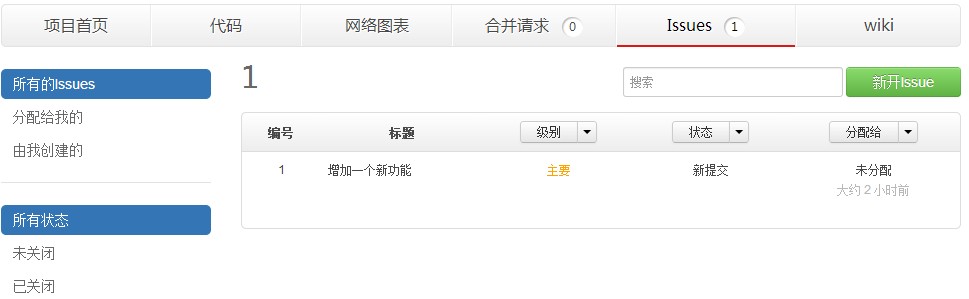 项目首页 代码 网络图表 合并请求 0 Issues 1 wiki
所有的Issues
分配给我的
由我创建的
所有状态
未关闭
已关闭
1 搜索 新开Issue
编号 标题 级别 状态 分配给
1 增加一个新功能 主要 新提交 未分配
大约 2 小时前